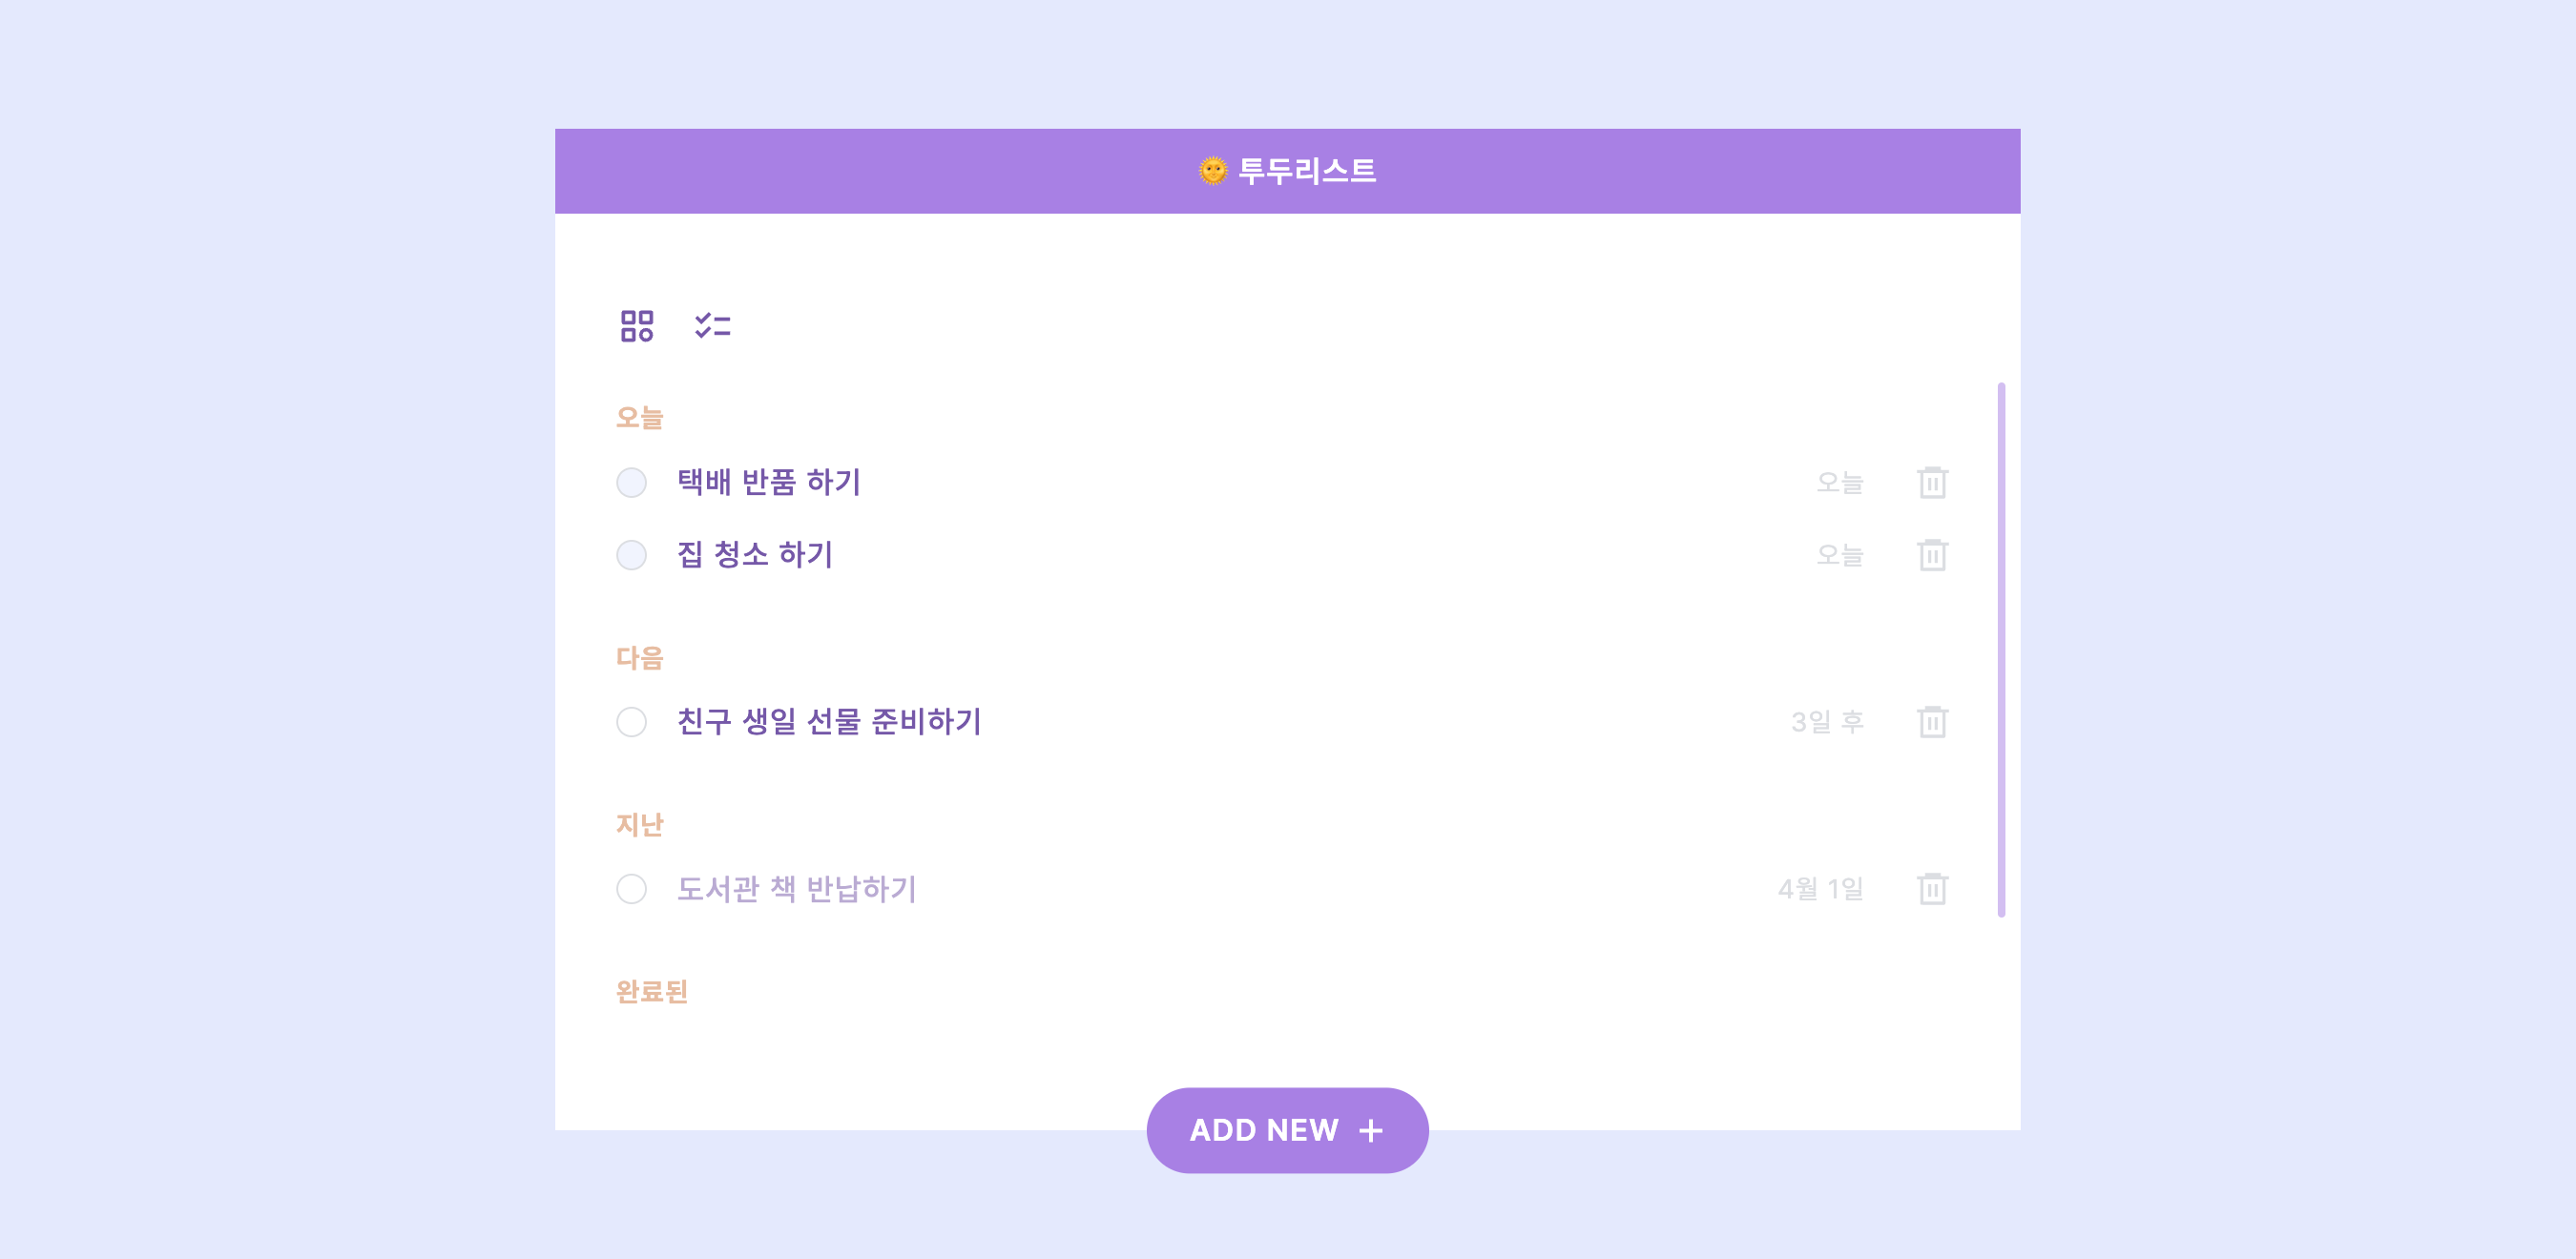 🌞 투두리스트
오늘
택배 반품 하기 오늘
집 청소 하기 오늘
다음
친구 생일 선물 준비하기 3일 후
지난
도서관 책 반납하기 4월 1일
완료된
ADD NEW +